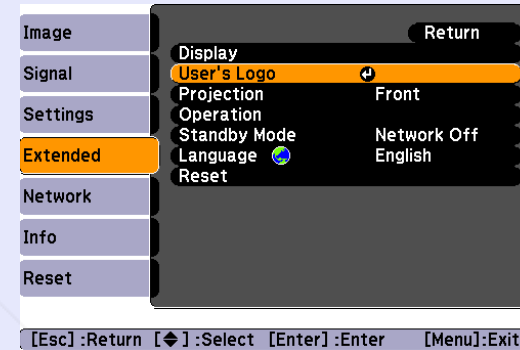 Image
Signal
Settings
Extended
Network
Info
Reset
Return
Display
User's Logo
Projection Front
Operation
Standby Mode Network Off
Language English
Reset
[Esc] :Return [◆] :Select [Enter] :Enter [Menu]:Exit